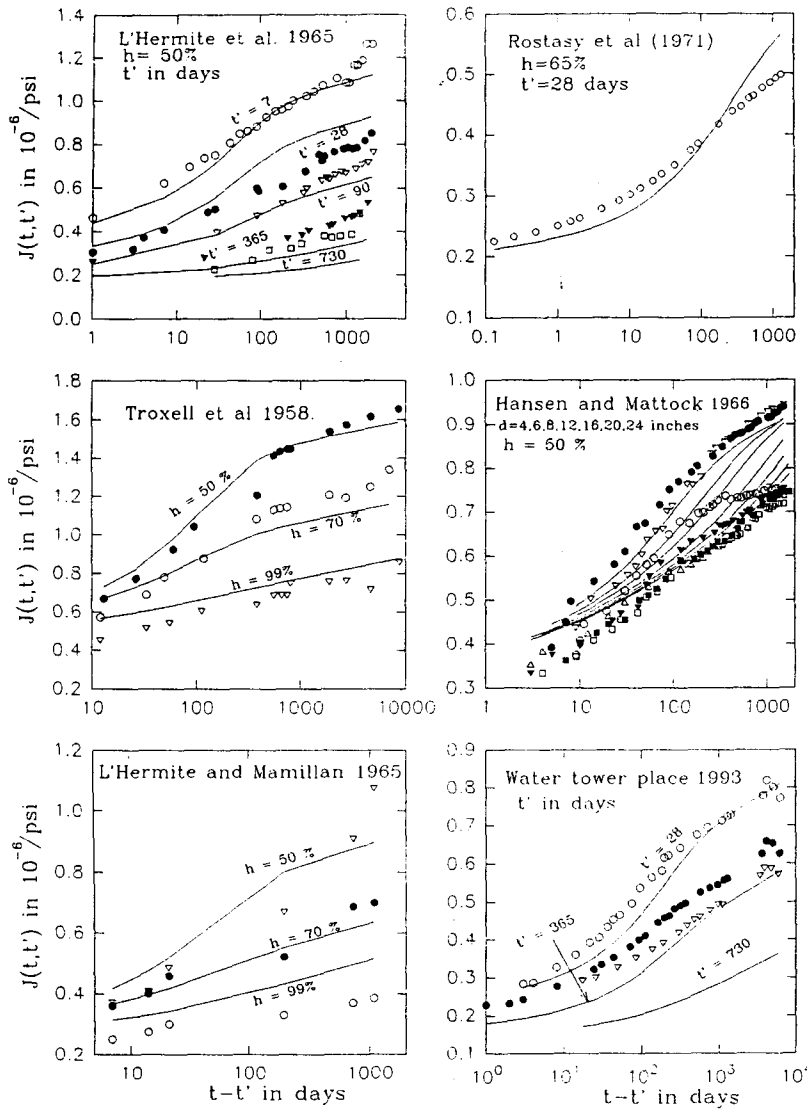 L'Hermite et al. 1965
h= 50%
t' in days
t' = 7
t' = 28
t' = 90
t' = 365
t' = 730
J(t,t') in 10⁻⁶/psi
1.4
1.2
1.0
0.8
0.6
0.4
0.2
0.0
1 10 100 1000
Rostasy et al (1971)
h=65%
t'=28 days
0.6
0.5
0.4
0.3
0.2
0.1
0.1 1 10 100 1000
Troxell et al 1958.
h = 50 %
h = 70 %
h = 99%
J(t,t') in 10⁻⁶/psi
1.8
1.6
1.4
1.2
1.0
0.8
0.6
0.4
0.2
10 100 1000 10000
Hansen and Mattock 1966
d=4,6,8,12,16,20,24 inches
h = 50 %
1.0
0.9
0.8
0.7
0.6
0.5
0.4
0.3
1 10 100 1000
L'Hermite and Mamillan 1965
h = 50 %
h = 70 %
h = 99%
J(t,t') in 10⁻⁶/psi
1.2
1.0
0.8
0.6
0.4
0.2
10 100 1000
t-t' in days
Water tower place 1993
t' in days
t' = 28
t' = 365
t' = 730
0.9
0.8
0.7
0.6
0.5
0.4
0.3
0.2
0.1
10⁰ 10¹ 10² 10³ 10⁴
t-t' in days